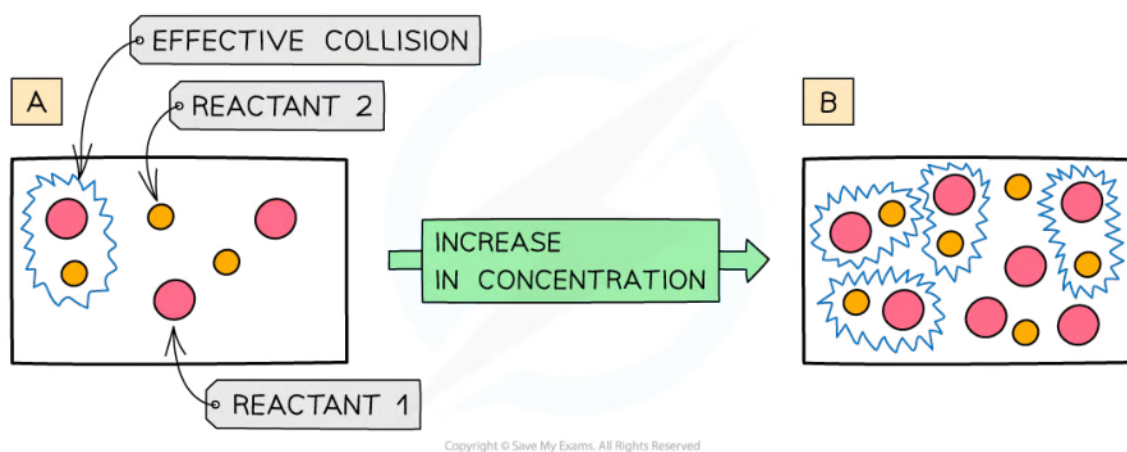 EFFECTIVE COLLISION
A
REACTANT 2
B
INCREASE
IN CONCENTRATION
REACTANT 1
Copyright © Save My Exams. All Rights Reserved